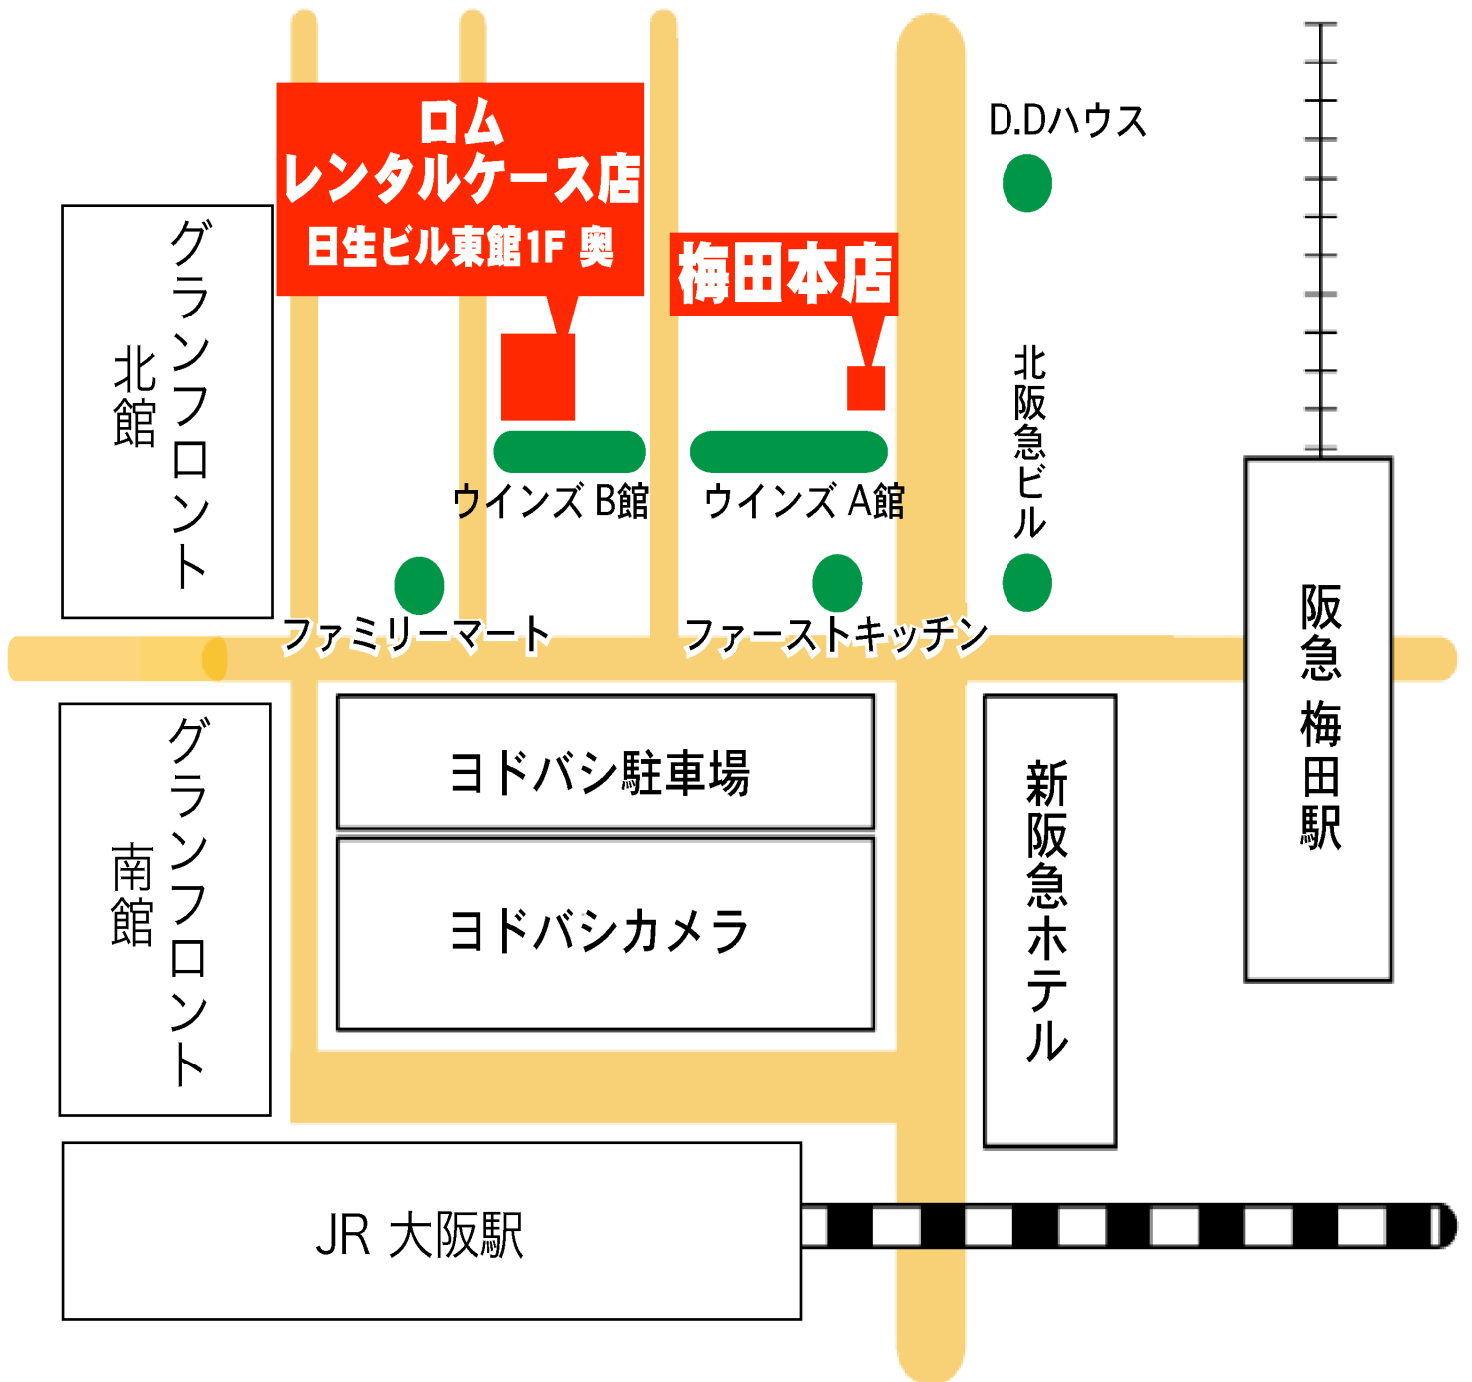 ロム
レンタルケース店
日生ビル東館1F 奥
D.Dハウス
梅田本店
グランフロント
北館
北阪急ビル
ウインズ B館
ウインズ A館
ファミリーマート
ファーストキッチン
阪急 梅田駅
グランフロント
南館
ヨドバシ駐車場
ヨドバシカメラ
新阪急ホテル
JR 大阪駅